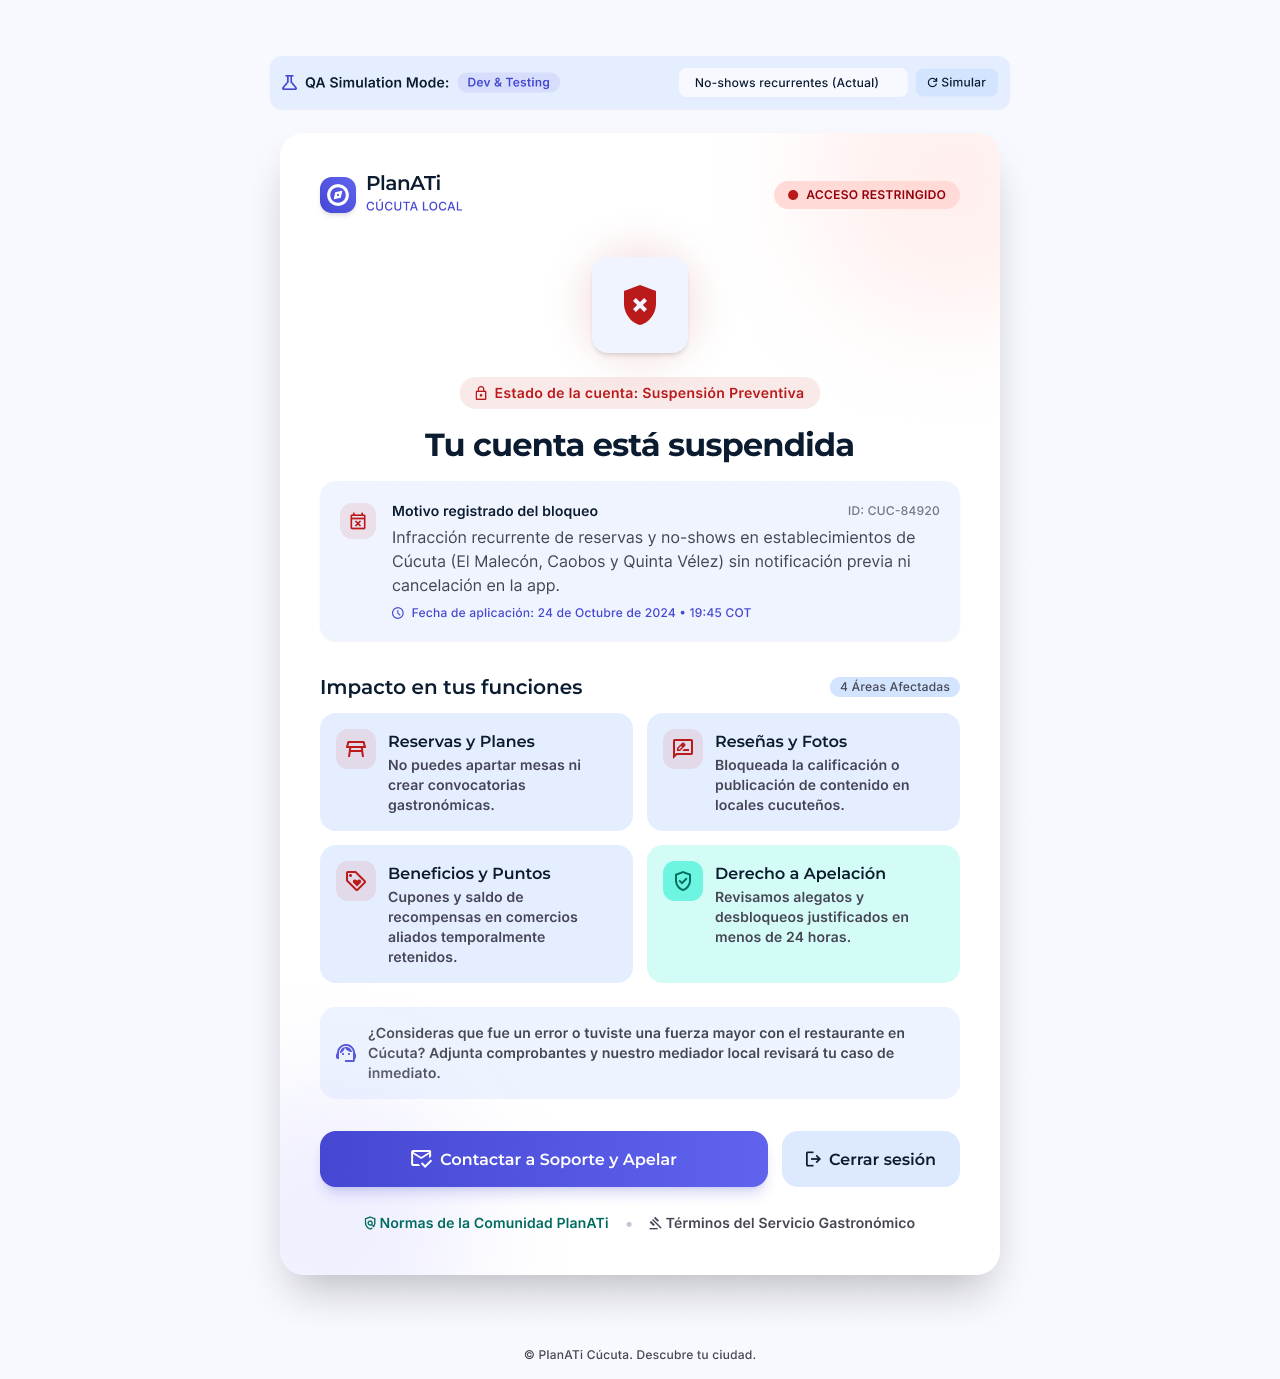 QA Simulation Mode: Dev & Testing No-shows recurrentes (Actual) Simular
PlanATi
CÚCUTA LOCAL
ACCESO RESTRINGIDO
Estado de la cuenta: Suspensión Preventiva
Tu cuenta está suspendida
Motivo registrado del bloqueo ID: CUC-84920
Infracción recurrente de reservas y no-shows en establecimientos de
Cúcuta (El Malecón, Caobos y Quinta Vélez) sin notificación previa ni
cancelación en la app.
Fecha de aplicación: 24 de Octubre de 2024 • 19:45 COT
Impacto en tus funciones 4 Áreas Afectadas
Reservas y Planes
No puedes apartar mesas ni
crear convocatorias
gastronómicas.
Reseñas y Fotos
Bloqueada la calificación o
publicación de contenido en
locales cucuteños.
Beneficios y Puntos
Cupones y saldo de
recompensas en comercios
aliados temporalmente
retenidos.
Derecho a Apelación
Revisamos alegatos y
desbloqueos justificados en
menos de 24 horas.
¿Consideras que fue un error o tuviste una fuerza mayor con el restaurante en
Cúcuta? Adjunta comprobantes y nuestro mediador local revisará tu caso de
inmediato.
Contactar a Soporte y Apelar Cerrar sesión
Normas de la Comunidad PlanATi • Términos del Servicio Gastronómico
© PlanATi Cúcuta. Descubre tu ciudad.